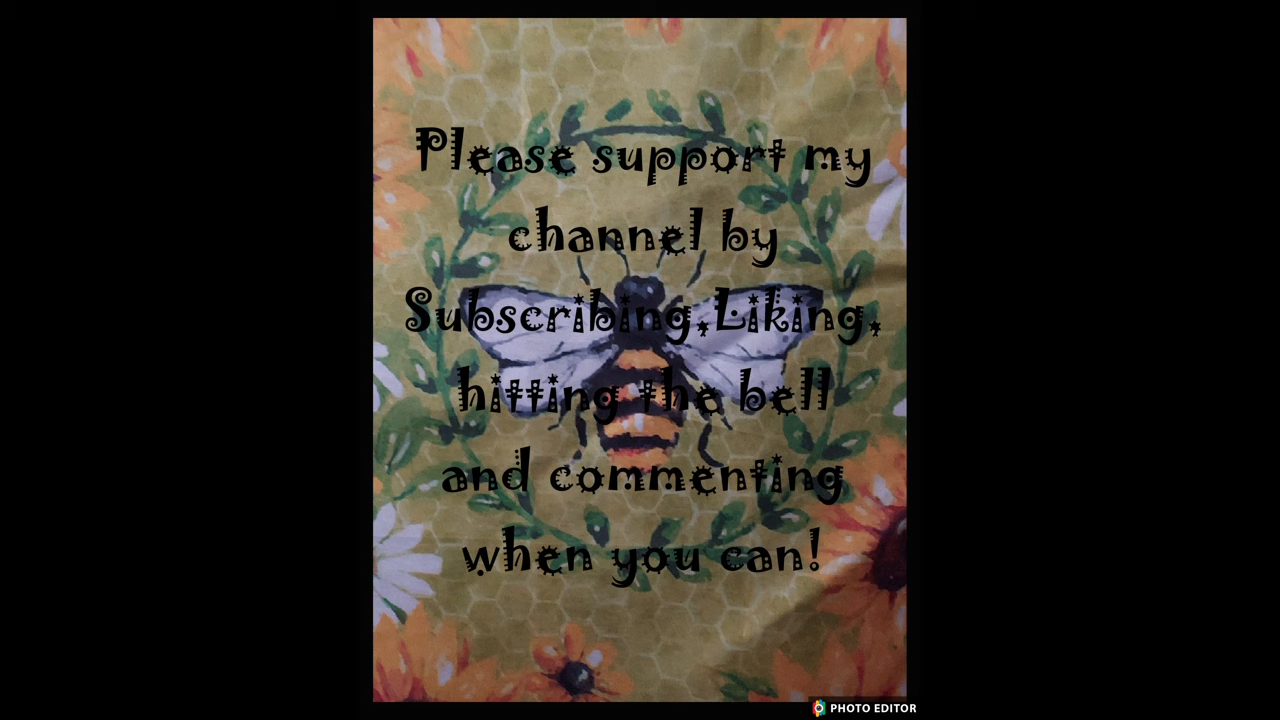 Please support my
channel by
Subscribing,Liking,
hitting the bell
and commenting
when you can!
PHOTO EDITOR